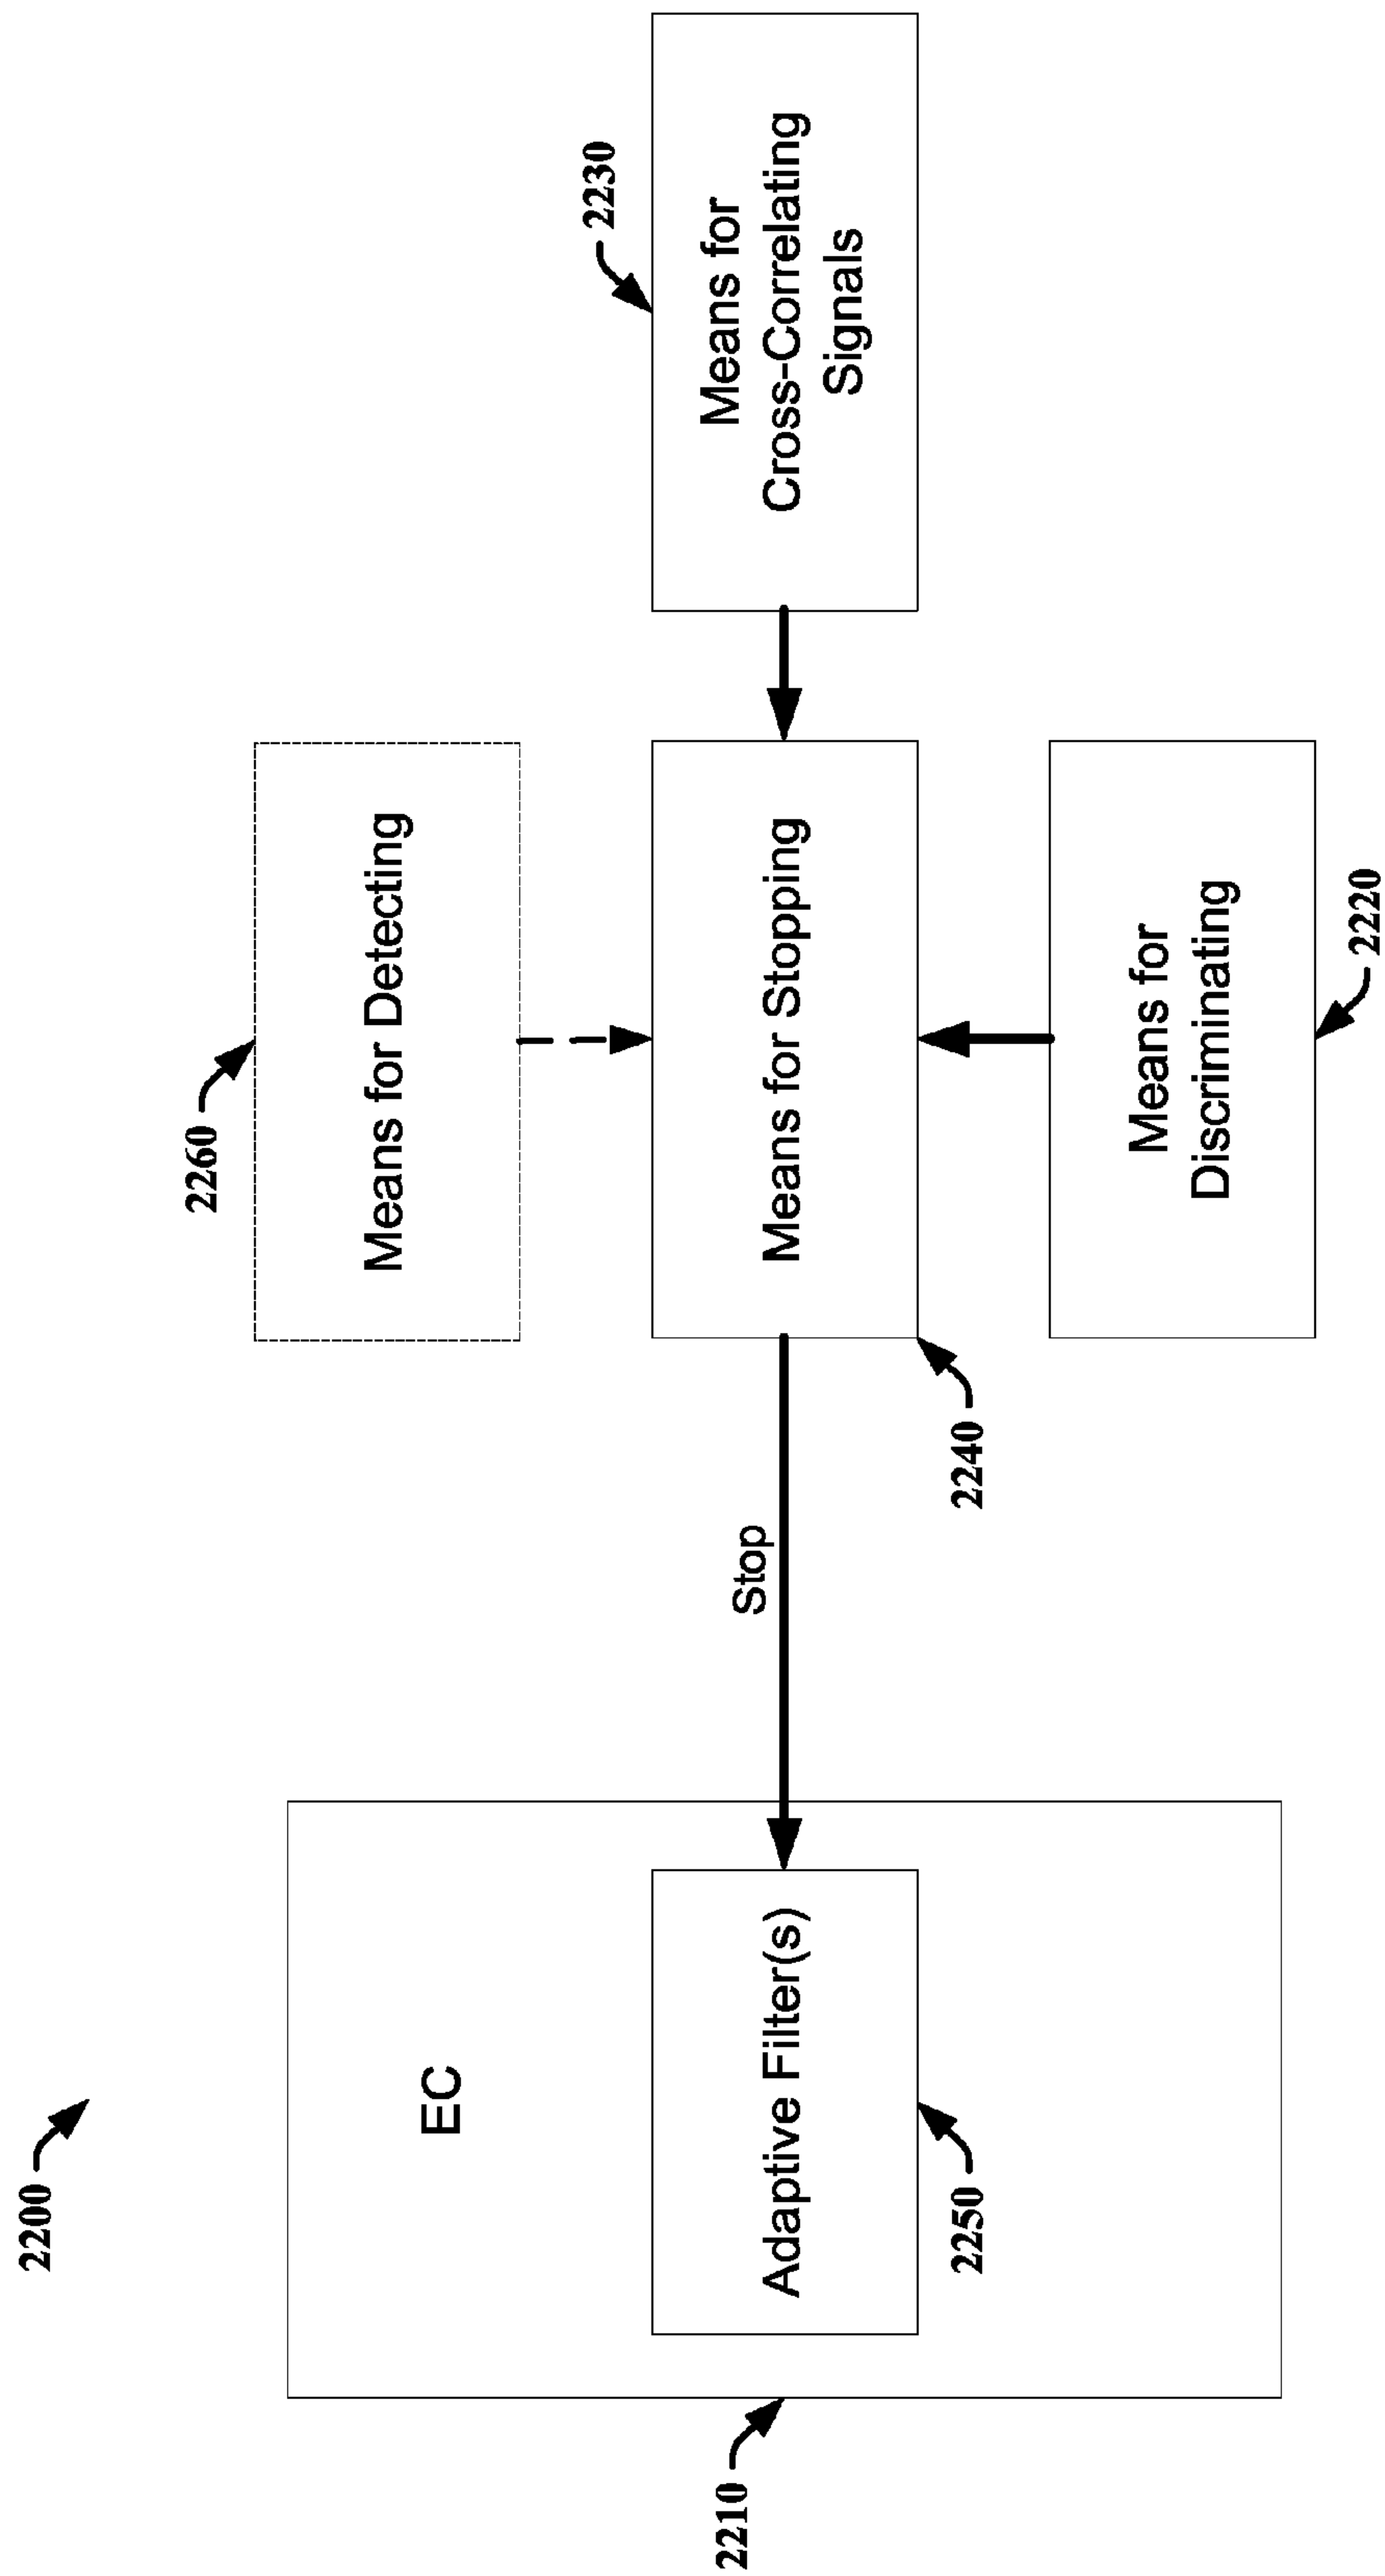 2200
2260
Means for Detecting
2230
EC
Stop
Adaptive Filter(s)
Means for Stopping
Means for
Cross-Correlating
Signals
2210
2250
2240
Means for
Discriminating
2220